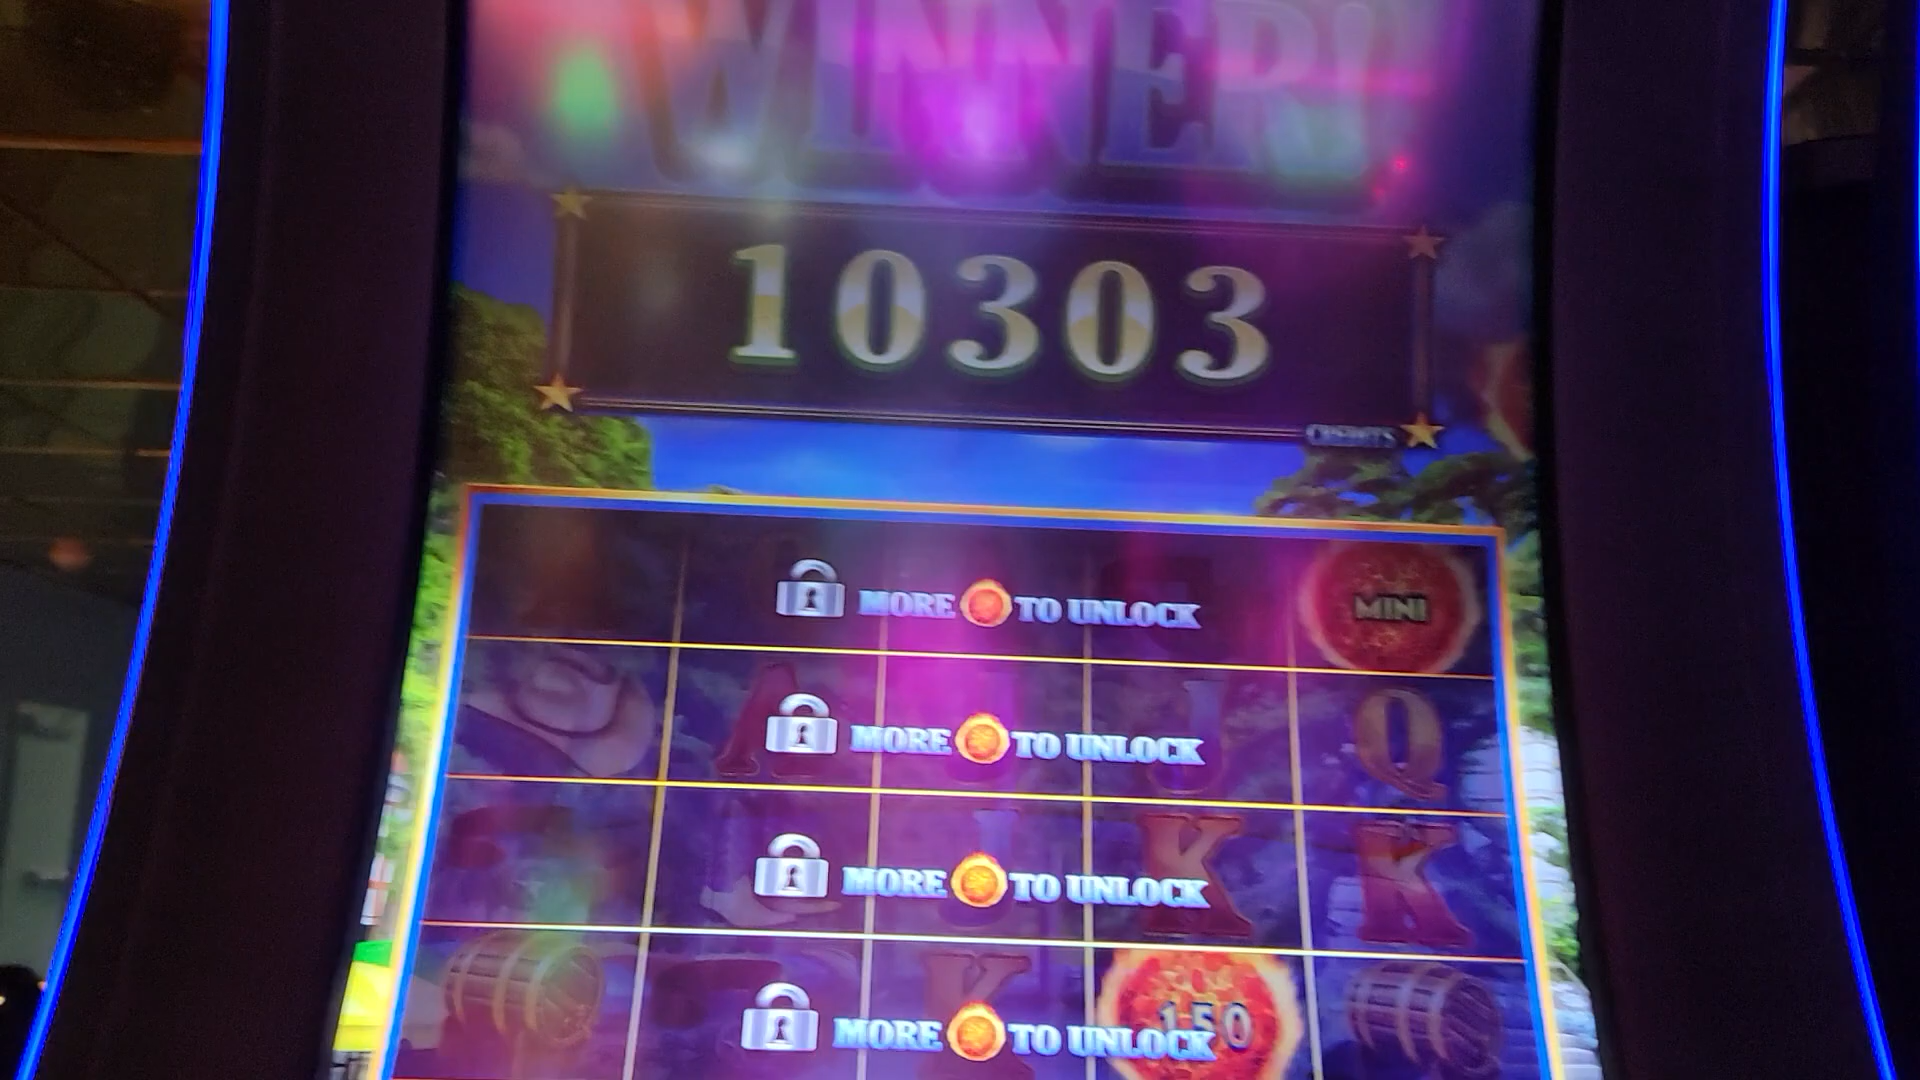 WINNER!
10303
CREDITS
MORE TO UNLOCK
MINI
MORE TO UNLOCK
A J J Q
MORE TO UNLOCK
J K K
MORE TO UNLOCK
K 150